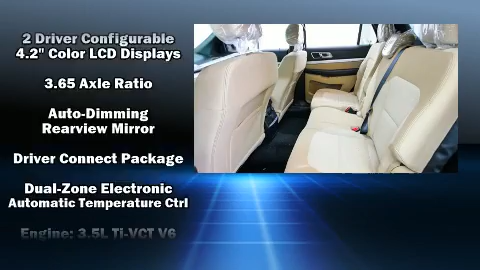 2 Driver Configurable
4.2" Color LCD Displays
3.65 Axle Ratio
Auto-Dimming
Rearview Mirror
Driver Connect Package
Dual-Zone Electronic
Automatic Temperature Ctrl
Engine: 3.5L Ti-VCT V6